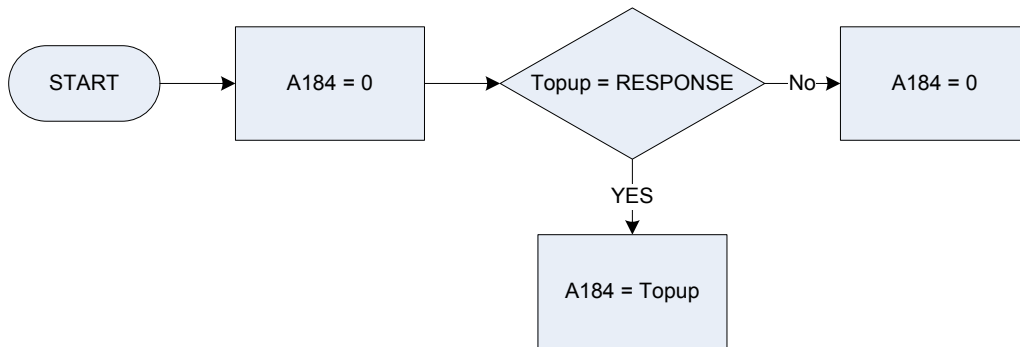 START
A184 = 0
Topup = RESPONSE
No
A184 = 0
YES
A184 = Topup